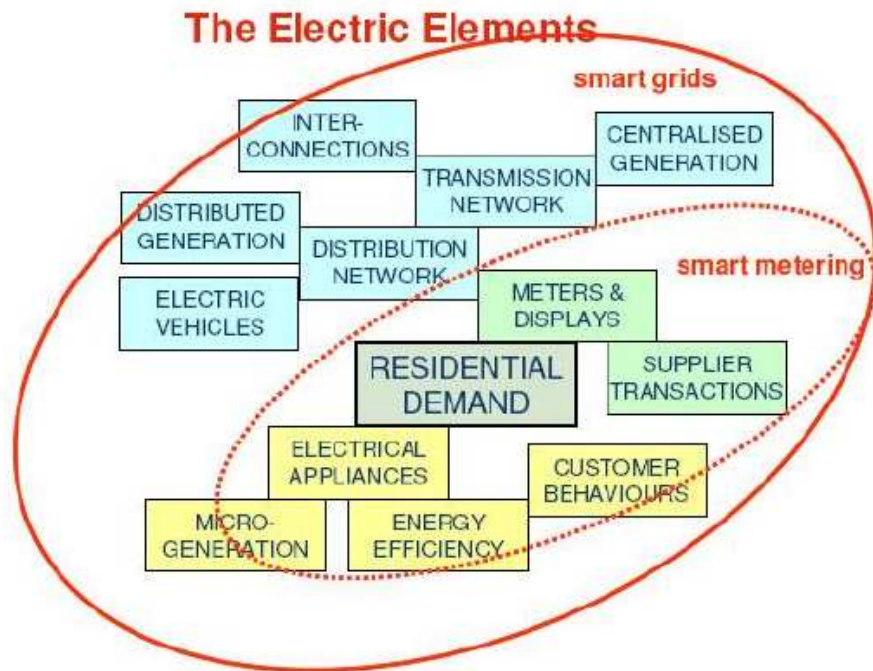 The Electric Elements
smart grids
INTER-
CONNECTIONS
CENTRALISED
GENERATION
TRANSMISSION
NETWORK
DISTRIBUTED
GENERATION
DISTRIBUTION
NETWORK
smart metering
ELECTRIC
VEHICLES
METERS &
DISPLAYS
RESIDENTIAL
DEMAND
SUPPLIER
TRANSACTIONS
ELECTRICAL
APPLIANCES
CUSTOMER
BEHAVIOURS
MICRO-
GENERATION
ENERGY
EFFICIENCY